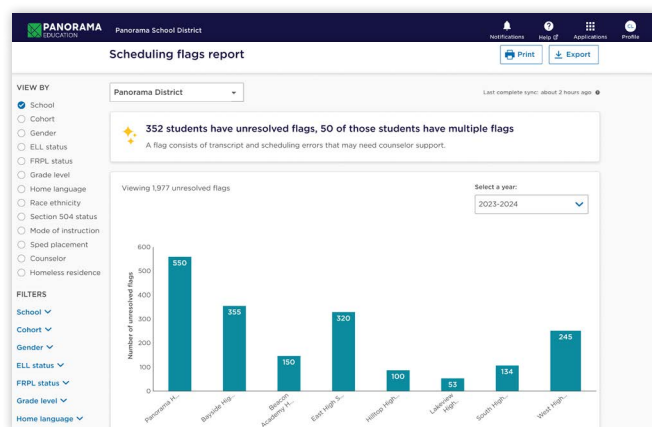 PANORAMA
EDUCATION
Panorama School District
Notifications
Help
Applications
CL
Profile
Scheduling flags report
Print
Export
VIEW BY
School
Cohort
Gender
ELL status
FRPL status
Grade level
Home language
Race ethnicity
Section 504 status
Mode of instruction
Sped placement
Counselor
Homeless residence
FILTERS
School
Cohort
Gender
ELL status
FRPL status
Grade level
Home language
Panorama District
Last complete sync: about 2 hours ago
352 students have unresolved flags, 50 of those students have multiple flags
A flag consists of transcript and scheduling errors that may need counselor support.
Viewing 1,977 unresolved flags
Select a year:
2023-2024
Number of unresolved flags
600
500
400
300
200
100
0
550
355
150
320
100
53
134
245
Panorama H...
Bayside Hig...
Beacon
Academy H...
East High S...
Hilltop High...
Lakeview
High...
South High...
West High...